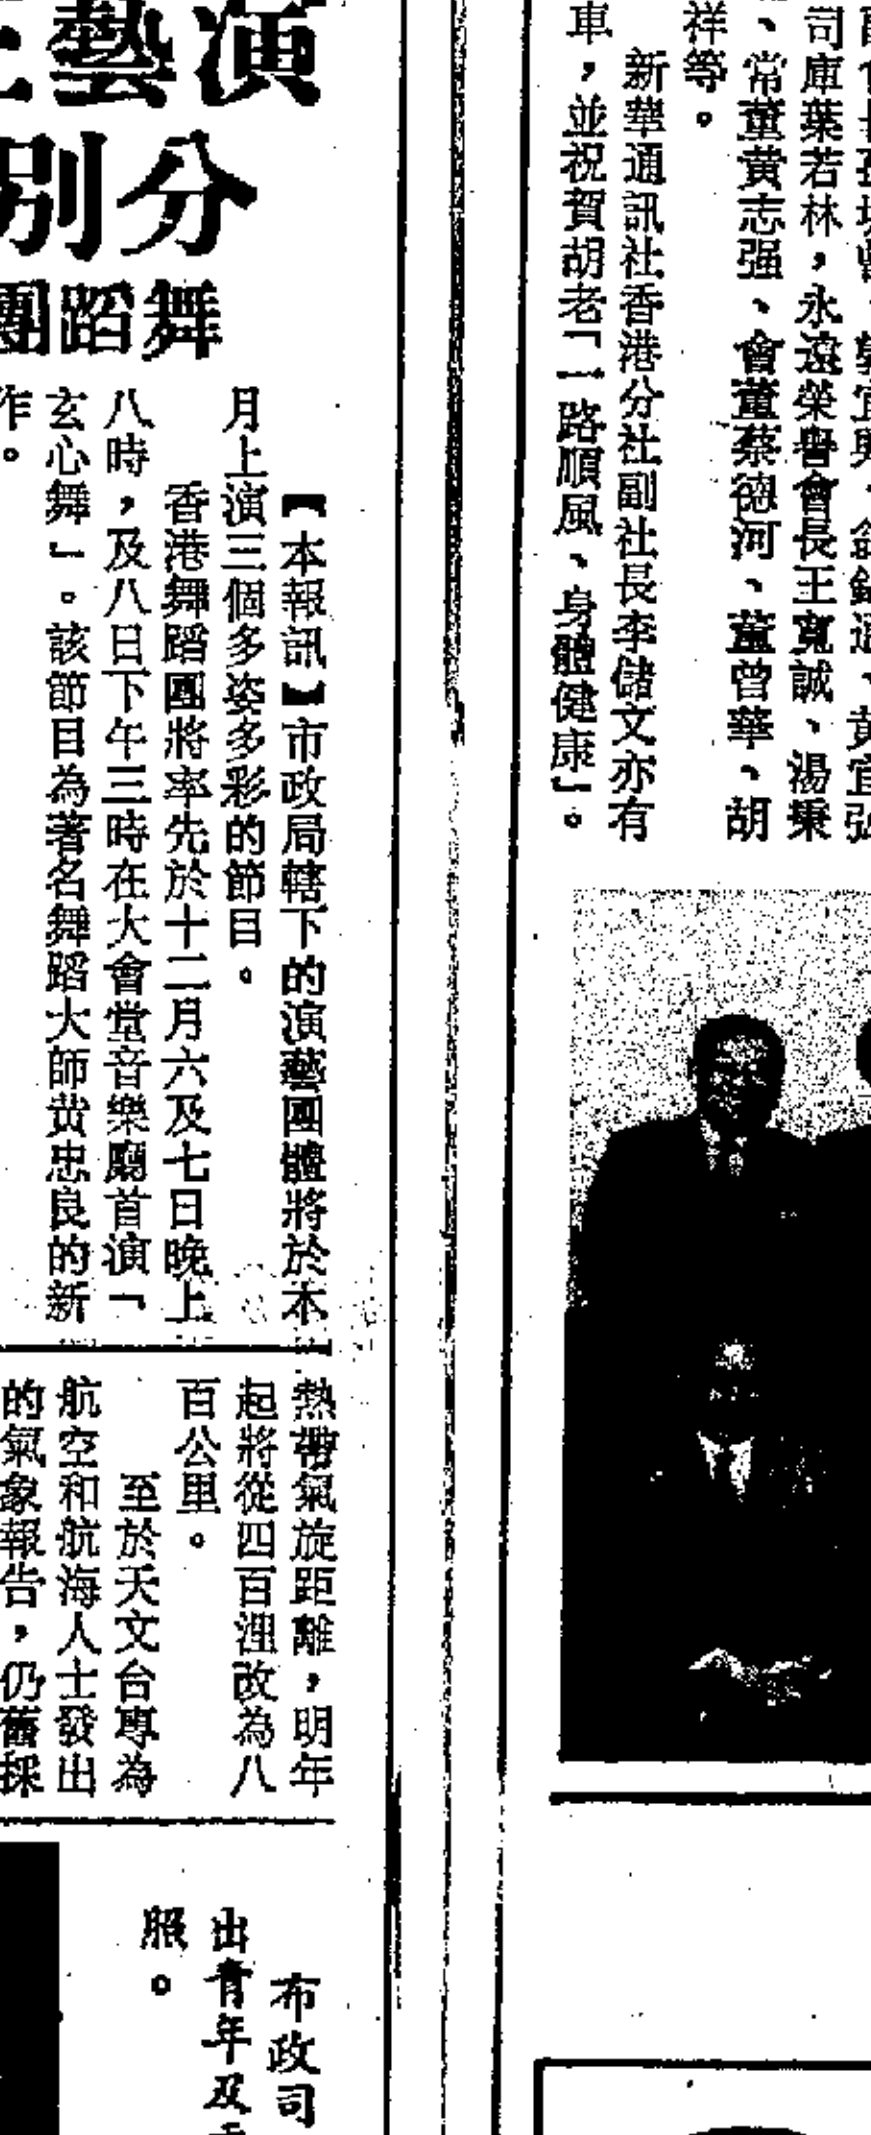 司庫葉若林，永遠榮譽會長王寬誠、湯秉
、常董黄志强、會董蔡德河、董曾華、胡
祥等。
新華通訊社香港分社副社長李儲文亦有
車，並祝賀胡老「一路順風、身體健康」。
演藝
分別
舞蹈團
【本報訊】市政局轄下的演藝團體將於本
月上演三個多姿多彩的節目。
香港舞蹈團將率先於十二月六及七日晚上
八時，及八日下午三時在大會堂音樂廳首演「
玄心舞」。該節目為著名舞蹈大師黄忠良的新
作。
熱帶氣旋距離，明年
起將從四百浬改為八
百公里。
至於天文台專為
航空和航海人士發出
的氣象報告，仍舊採
布政司
出青年及
照。